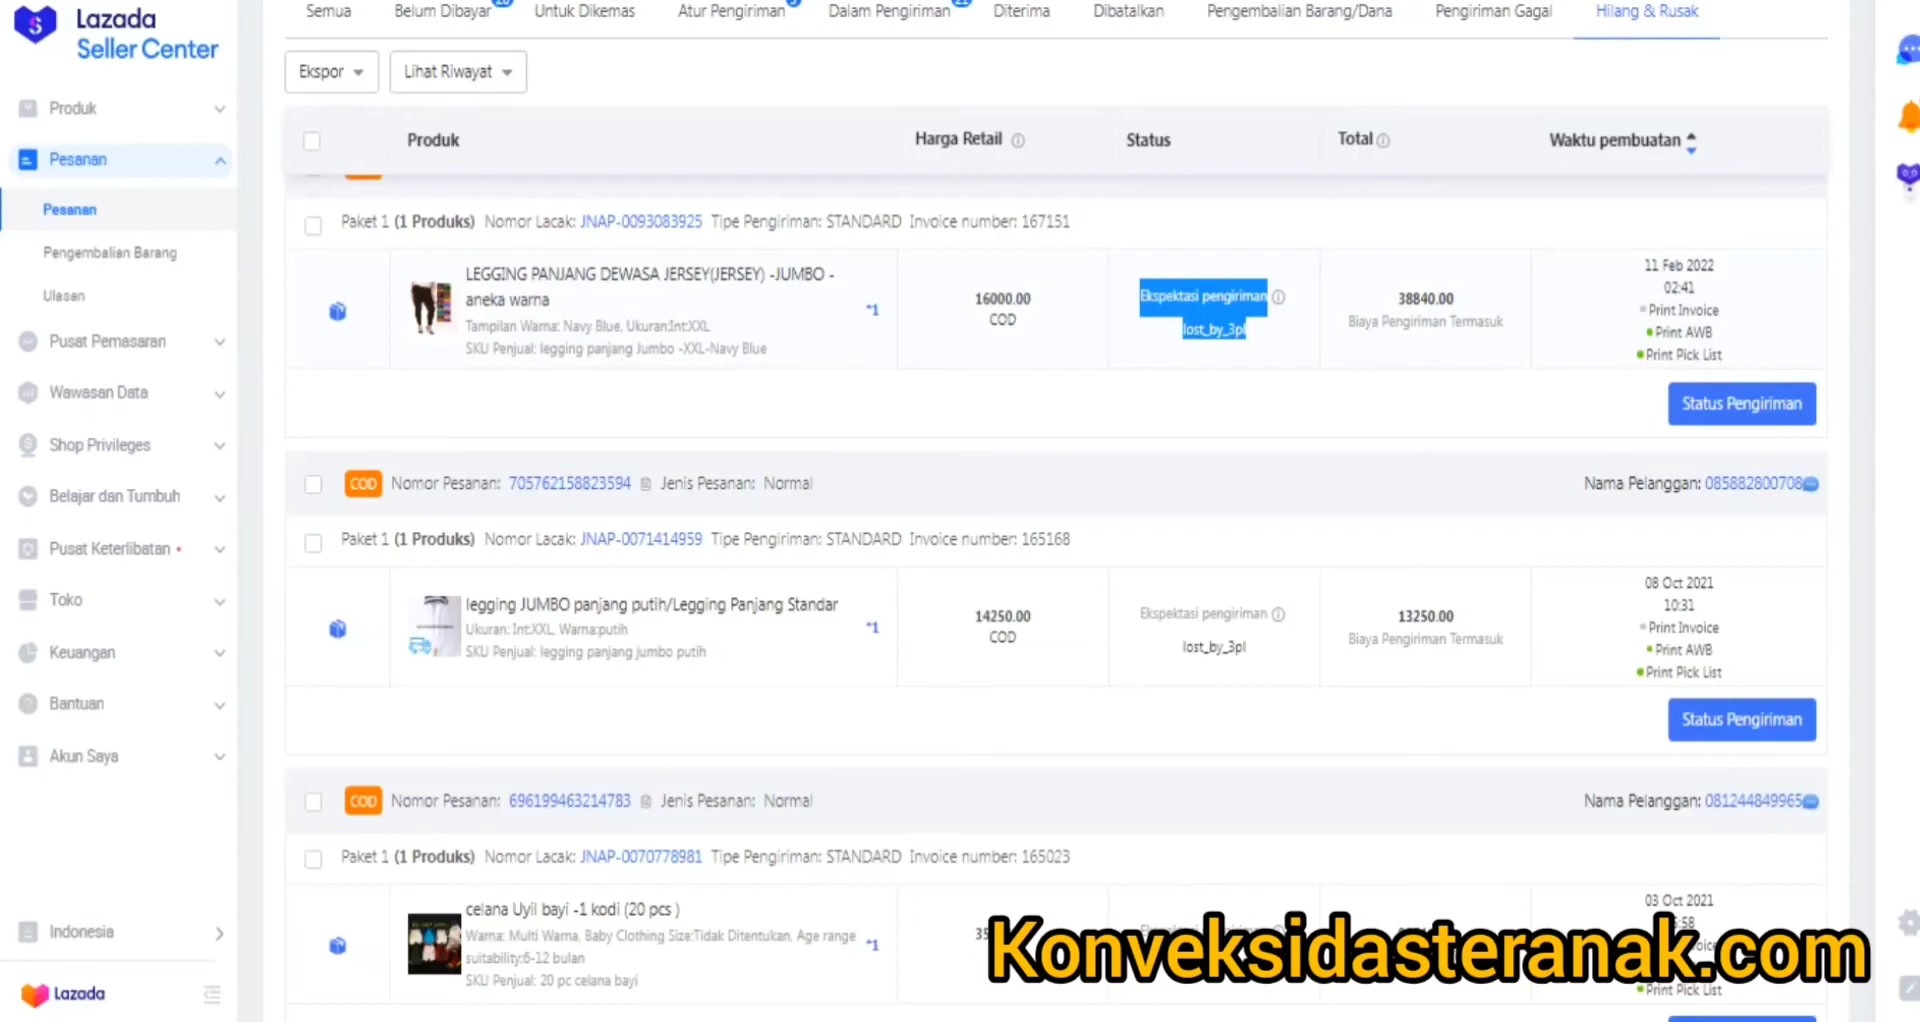 Lazada
Seller Center
Semua
Belum Dibayar
Untuk Dikemas
Atur Pengiriman
Dalam Pengiriman
Diterima
Dibatalkan
Pengembalian Barang/Dana
Pengiriman Gagal
Hilang & Rusak
Ekspor
Lihat Riwayat
Produk
Pesanan
Pesanan
Pengembalian Barang
Ulasan
Pusat Pemasaran
Wawasan Data
Shop Privileges
Belajar dan Tumbuh
Pusat Keterlibatan
Toko
Keuangan
Bantuan
Akun Saya
Indonesia
Lazada
Produk
Harga Retail
Status
Total
Waktu pembuatan
Paket 1 (1 Produks) Nomor Lacak: JNAP-0093083925 Tipe Pengiriman: STANDARD Invoice number: 167151
LEGGING PANJANG DEWASA JERSEY(JERSEY) -JUMBO -
aneka warna
Tampilan Warna: Navy Blue, Ukuran:Int:XXL
SKU Penjual: legging panjang Jumbo -XXL-Navy Blue
*1
16000.00
COD
Ekspektasi pengiriman
lost_by_3pl
38840.00
Biaya Pengiriman Termasuk
11 Feb 2022
02:41
Print Invoice
Print AWB
Print Pick List
Status Pengiriman
COD Nomor Pesanan: 705762158823594 Jenis Pesanan: Normal
Nama Pelanggan: 085882800708
Paket 1 (1 Produks) Nomor Lacak: JNAP-0071414959 Tipe Pengiriman: STANDARD Invoice number: 165168
legging JUMBO panjang putih/Legging Panjang Standar
Ukuran: Int:XXL, Warna:putih
SKU Penjual: legging panjang jumbo putih
*1
14250.00
COD
Ekspektasi pengiriman
lost_by_3pl
13250.00
Biaya Pengiriman Termasuk
08 Oct 2021
10:31
Print Invoice
Print AWB
Print Pick List
Status Pengiriman
COD Nomor Pesanan: 696199463214783 Jenis Pesanan: Normal
Nama Pelanggan: 081244849965
Paket 1 (1 Produks) Nomor Lacak: JNAP-0070778981 Tipe Pengiriman: STANDARD Invoice number: 165023
celana Uyil bayi -1 kodi (20 pcs )
Warna: Multi Warna, Baby Clothing Size:Tidak Ditentukan, Age range
suitability:6-12 bulan
SKU Penjual: 20 pc celana bayi
*1
03 Oct 2021
Konveksidasteranak.com
Print Pick List